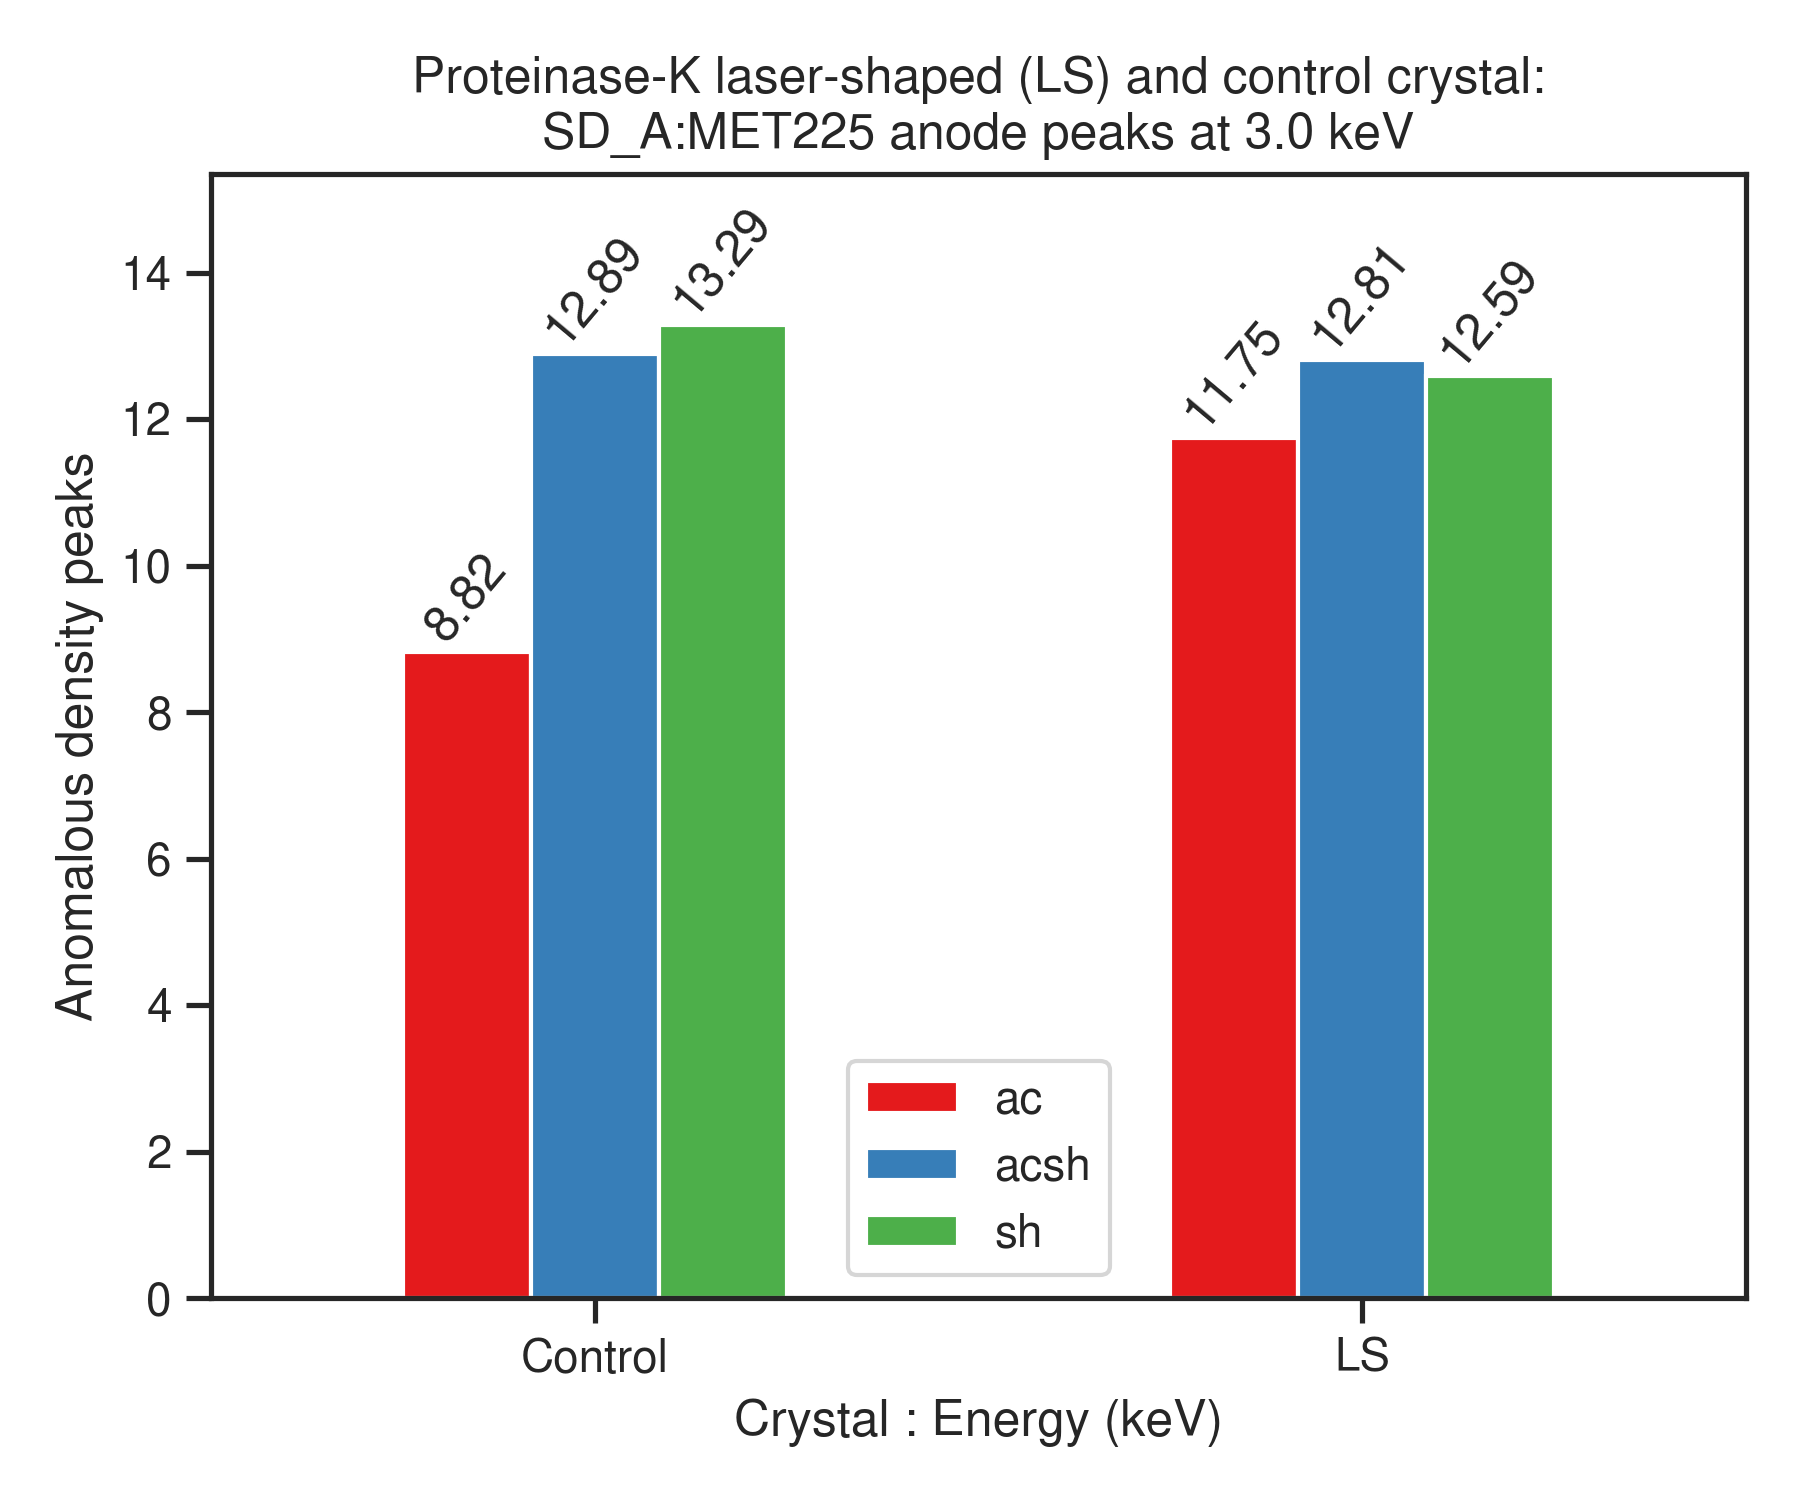 Proteinase-K laser-shaped (LS) and control crystal:
SD_A:MET225 anode peaks at 3.0 keV
Anomalous density peaks
14
12
10
8
6
4
2
0
8.82
12.89
13.29
11.75
12.81
12.59
ac
acsh
sh
Control
LS
Crystal : Energy (keV)